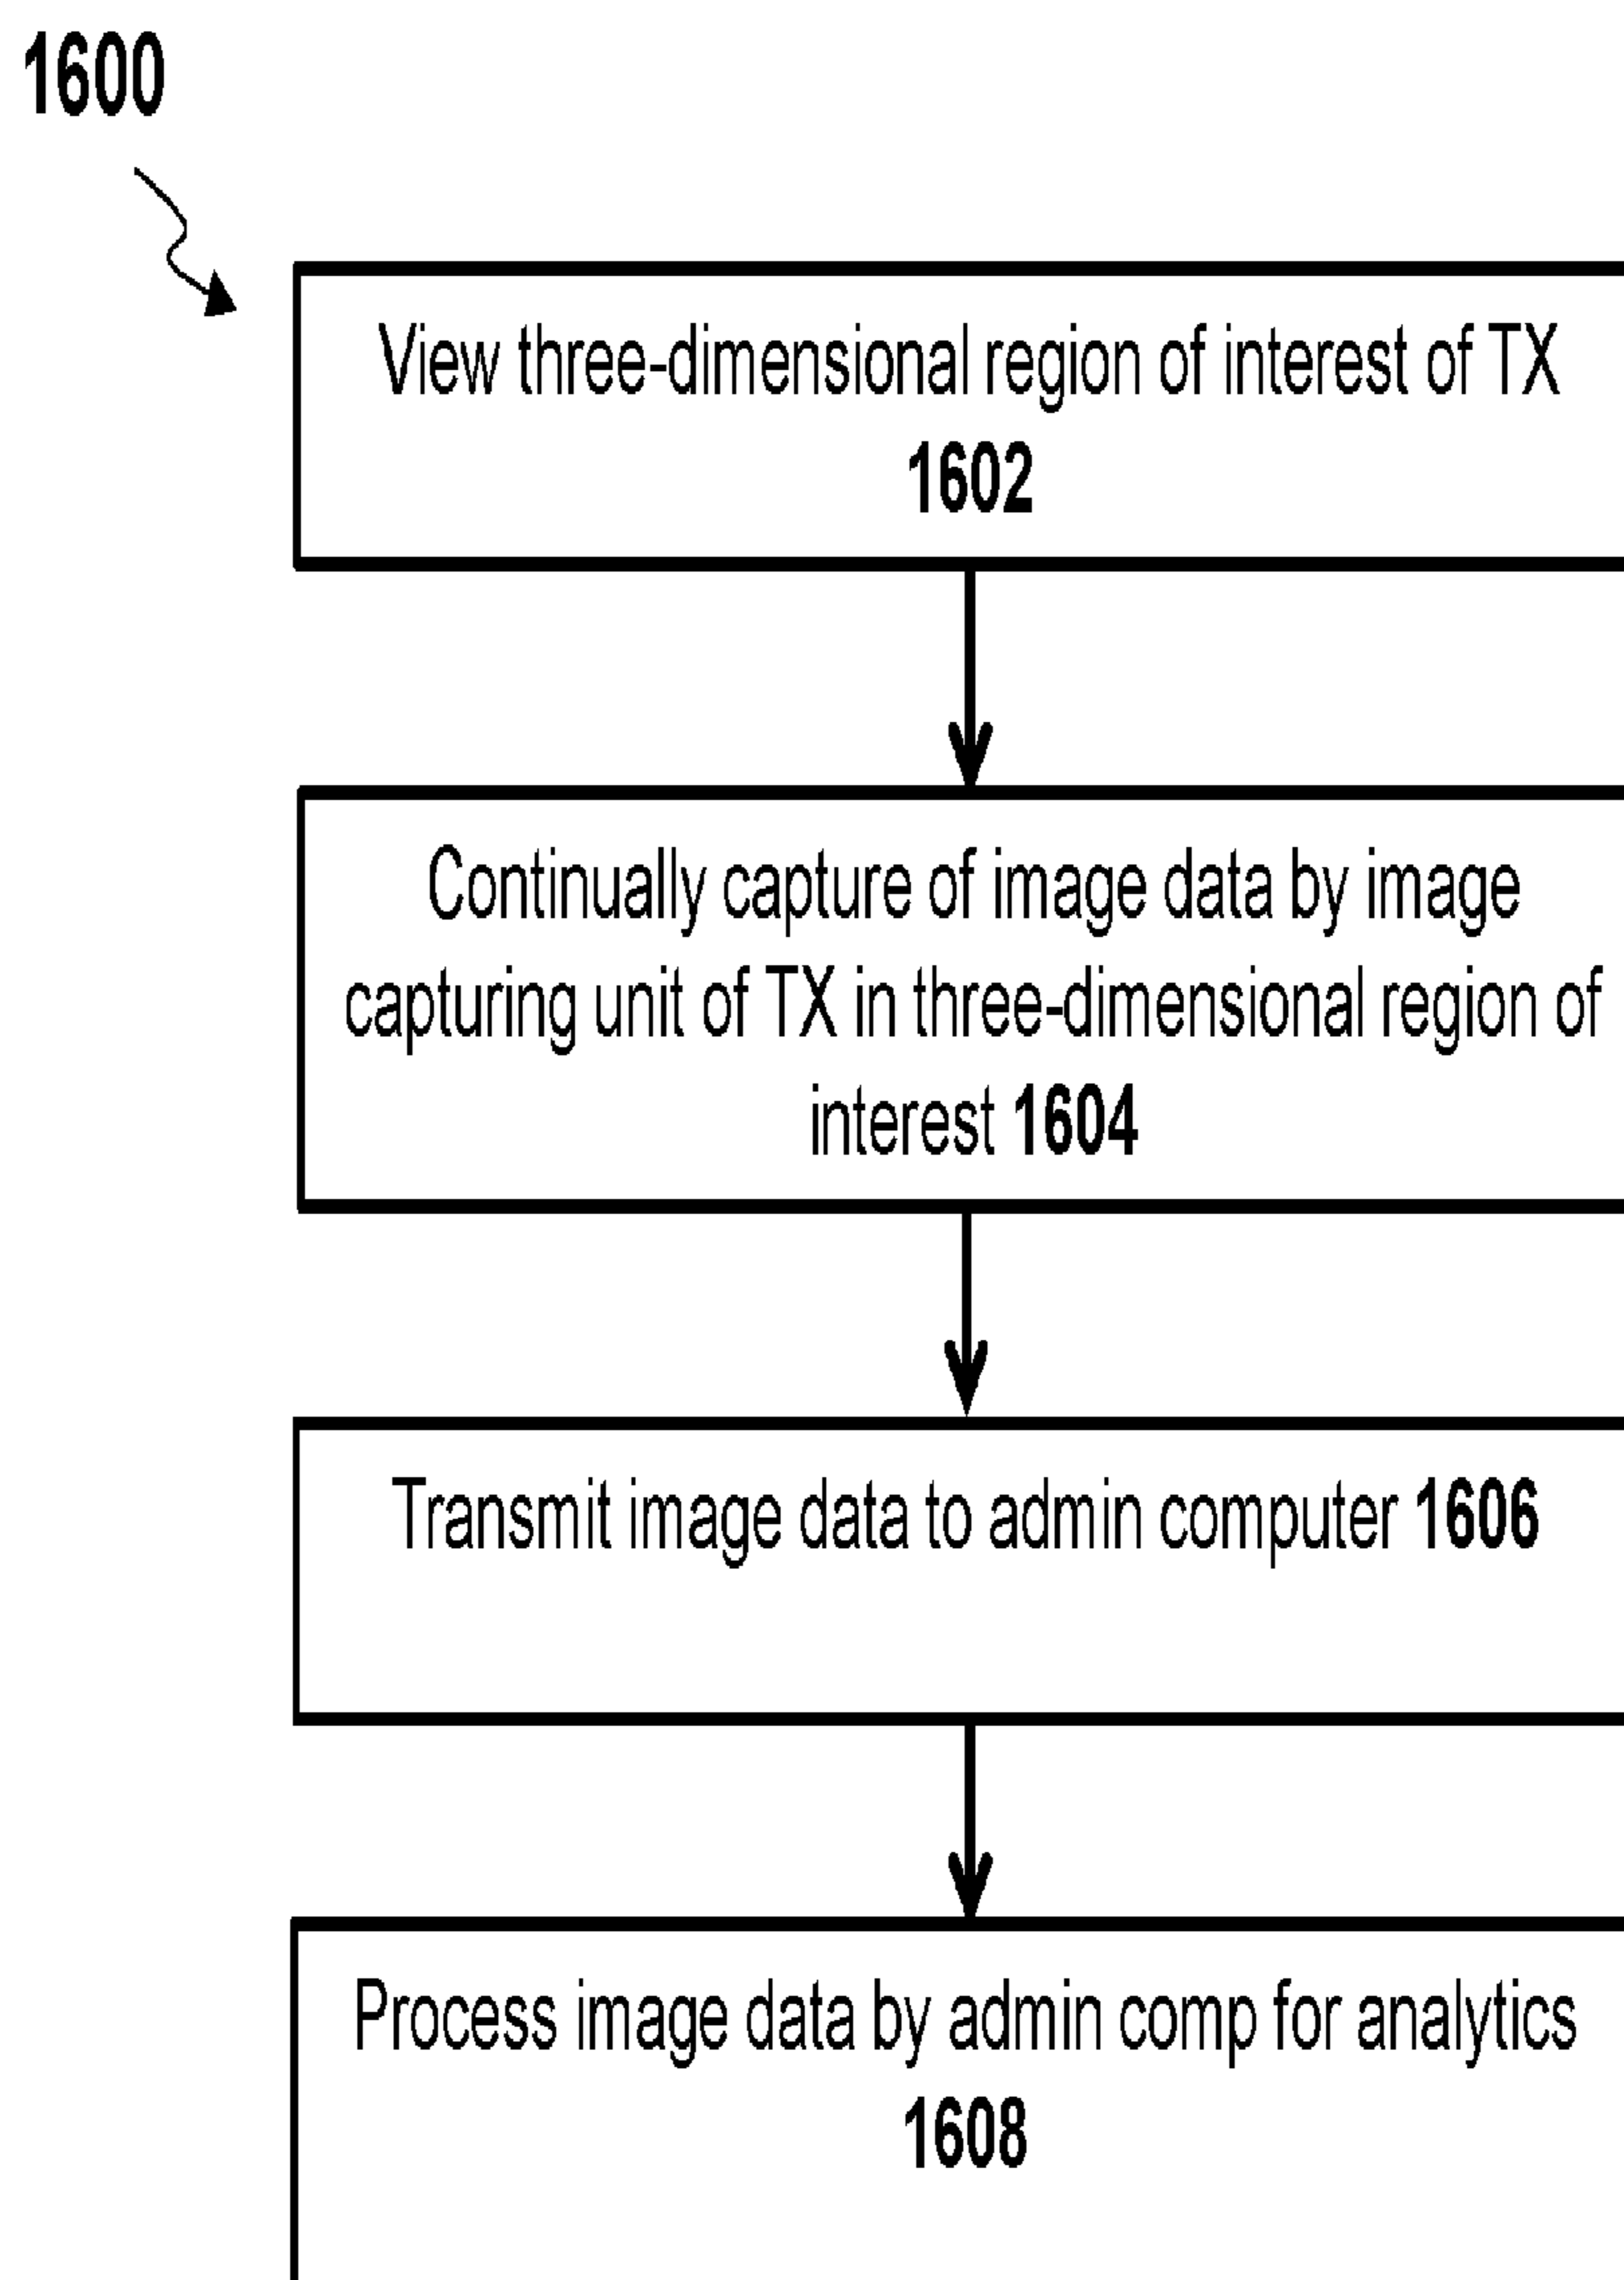 1600
View three-dimensional region of interest of TX
1602
Continually capture of image data by image
capturing unit of TX in three-dimensional region of
interest 1604
Transmit image data to admin computer 1606
Process image data by admin comp for analytics
1608